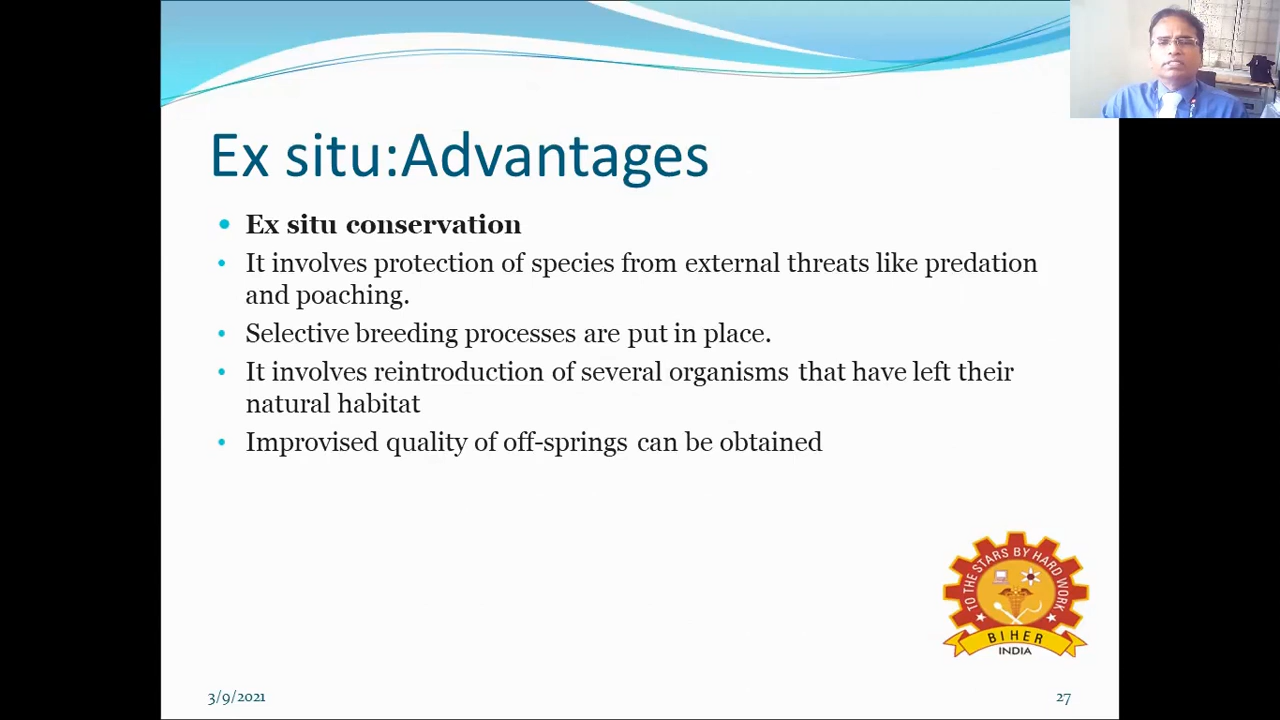 Ex situ:Advantages
Ex situ conservation
It involves protection of species from external threats like predation
and poaching.
Selective breeding processes are put in place.
It involves reintroduction of several organisms that have left their
natural habitat
Improvised quality of off-springs can be obtained
TO THE STARS BY HARD WORK
BIHER
INDIA
3/9/2021
27